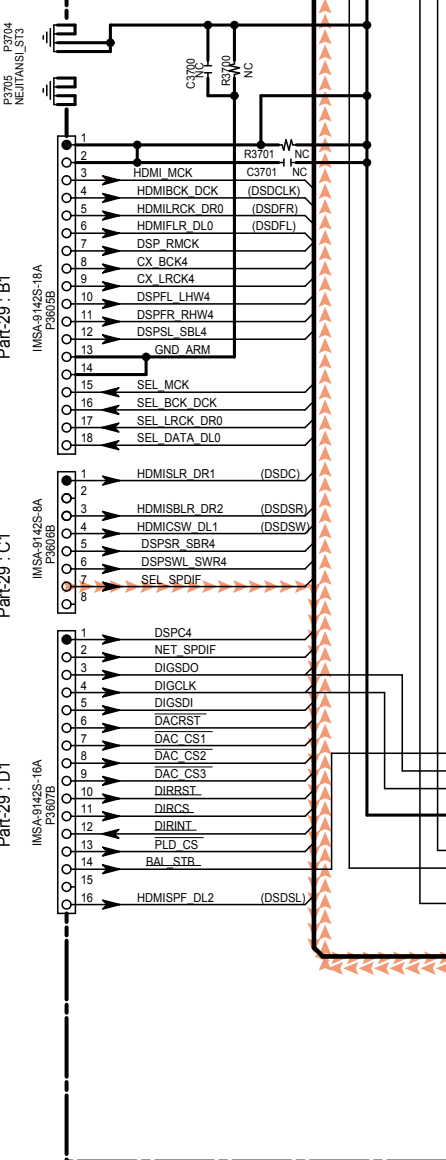 P3704
P3705
NEJITANSI_ST3
C3700
NC
R3700
NC
Part-29 : B1
IMSA-9142S-18A
P3605B
1
R3701 NC
2
C3701 NC
3 HDMI_MCK
4 HDMIBCK_DCK (DSDCLK)
5 HDMILRCK_DR0 (DSDFR)
6 HDMIFLR_DL0 (DSDFL)
7 DSP_RMCK
8 CX_BCK4
9 CX_LRCK4
10 DSPFL_LHW4
11 DSPFR_RHW4
12 DSPSL_SBL4
13 GND_ARM
14
15 SEL_MCK
16 SEL_BCK_DCK
17 SEL_LRCK_DR0
18 SEL_DATA_DL0
Part-29 : C1
IMSA-9142S-8A
P3606B
1 HDMISLR_DR1 (DSDC)
2
3 HDMISBLR_DR2 (DSDSR)
4 HDMICSW_DL1 (DSDSW)
5 DSPSR_SBR4
6 DSPSWL_SWR4
7 SEL_SPDIF
8
Part-29 : D1
IMSA-9142S-16A
P3607B
1 DSPC4
2 NET_SPDIF
3 DIGSDO
4 DIGCLK
5 DIGSDI
6 DACRST
7 DAC_CS1
8 DAC_CS2
9 DAC_CS3
10 DIRRST
11 DIRCS
12 DIRINT
13 PLD_CS
14 BAL_STB
15
16 HDMISPF_DL2 (DSDSL)